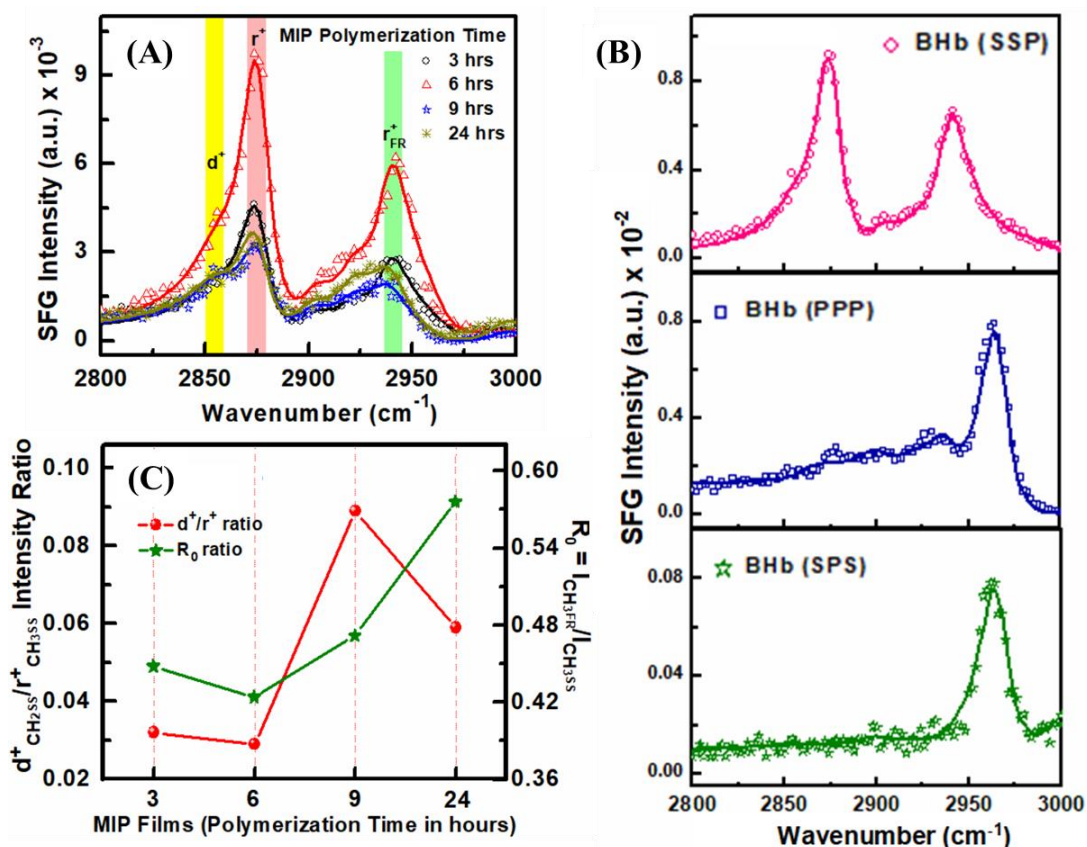 (A)
MIP Polymerization Time
3 hrs
6 hrs
9 hrs
24 hrs
d+
r+
r+FR
SFG Intensity (a.u.) x 10-3
9
6
3
0
2800 2850 2900 2950 3000
Wavenumber (cm-1)
(B)
BHb (SSP)
0.8
0.4
0.0
BHb (PPP)
0.8
0.4
0.0
BHb (SPS)
0.08
0.00
SFG Intensity (a.u.) x 10-2
2800 2850 2900 2950 3000
Wavenumber (cm-1)
(C)
d+/r+ ratio
R0 ratio
d+CH2SS/r+CH3SS Intensity Ratio
0.10
0.08
0.06
0.04
0.02
R0 = ICH3FR/ICH3SS
0.60
0.54
0.48
0.42
0.36
3 6 9 24
MIP Films (Polymerization Time in hours)